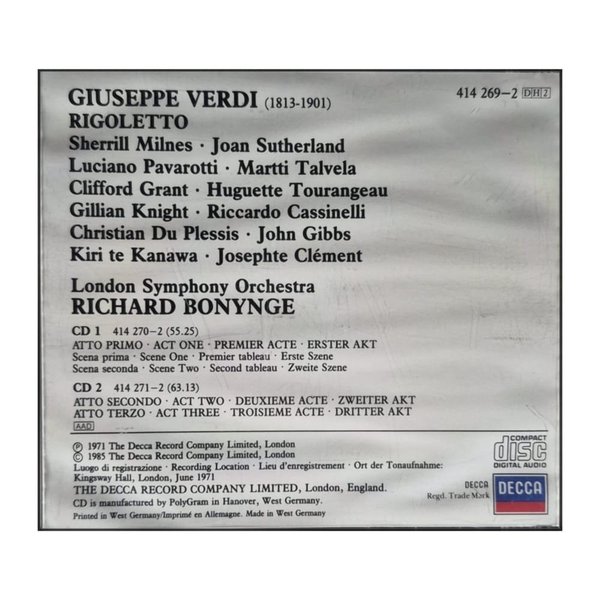 GIUSEPPE VERDI (1813-1901) 414 269-2 DH2
RIGOLETTO
Sherrill Milnes · Joan Sutherland
Luciano Pavarotti · Martti Talvela
Clifford Grant · Huguette Tourangeau
Gillian Knight · Riccardo Cassinelli
Christian Du Plessis · John Gibbs
Kiri te Kanawa · Josephte Clément
London Symphony Orchestra
RICHARD BONYNGE
CD 1 414 270-2 (55.25)
ATTO PRIMO · ACT ONE · PREMIER ACTE · ERSTER AKT
Scena prima · Scene One · Premier tableau · Erste Szene
Scena seconda · Scene Two · Second tableau · Zweite Szene
CD 2 414 271-2 (63.13)
ATTO SECONDO · ACT TWO · DEUXIEME ACTE · ZWEITER AKT
ATTO TERZO · ACT THREE · TROISIEME ACTE · DRITTER AKT
AAD
Ⓟ 1971 The Decca Record Company Limited, London
© 1985 The Decca Record Company Limited, London
Luogo di registrazione · Recording Location · Lieu d'enregistrement · Ort der Tonaufnahme:
Kingsway Hall, London, June 1971
THE DECCA RECORD COMPANY LIMITED, London, England.
CD is manufactured by PolyGram in Hanover, West Germany.
Printed in West Germany/Imprimé en Allemagne. Made in West Germany
COMPACT
disc
DIGITAL AUDIO
DECCA
Regd. Trade Mark
DECCA